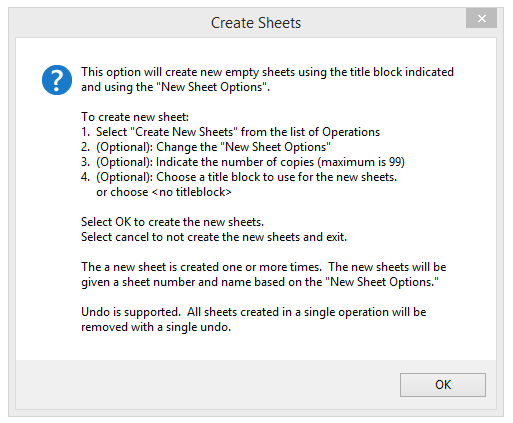 Create Sheets
This option will create new empty sheets using the title block indicated
and using the "New Sheet Options".
To create new sheet:
1. Select "Create New Sheets" from the list of Operations
2. (Optional): Change the "New Sheet Options"
3. (Optional): Indicate the number of copies (maximum is 99)
4. (Optional): Choose a title block to use for the new sheets.
or choose <no titleblock>
Select OK to create the new sheets.
Select cancel to not create the new sheets and exit.
The a new sheet is created one or more times. The new sheets will be
given a sheet number and name based on the "New Sheet Options."
Undo is supported. All sheets created in a single operation will be
removed with a single undo.
OK